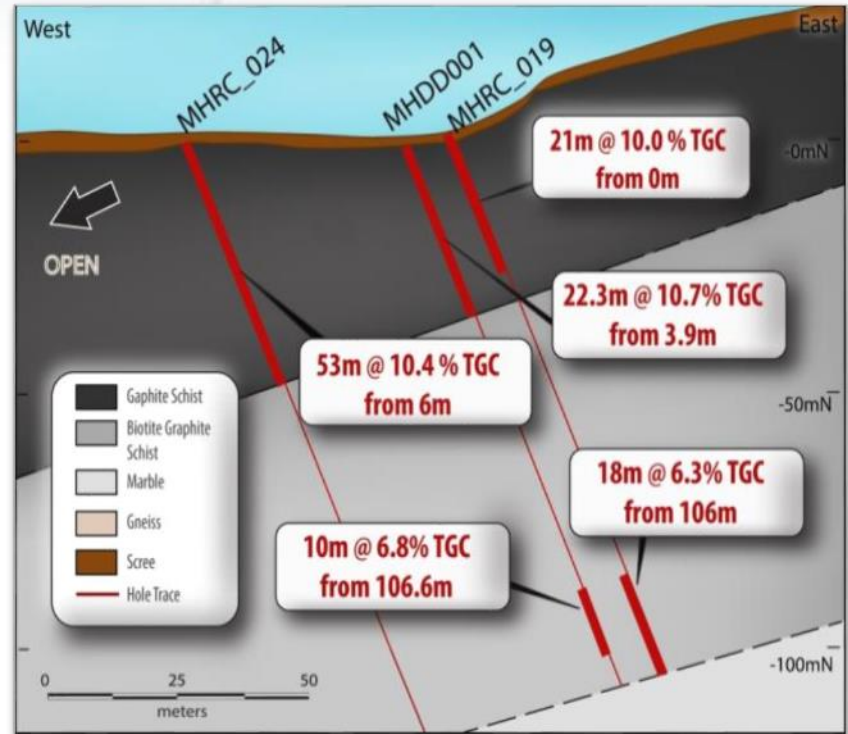 West
East
MHRC_024
MHDD001
MHRC_019
21m @ 10.0 % TGC
from 0m
-0mN
OPEN
22.3m @ 10.7% TGC
from 3.9m
53m @ 10.4 % TGC
from 6m
-50mN
Gaphite Schist
Biotite Graphite
Schist
Marble
Gneiss
Scree
Hole Trace
18m @ 6.3% TGC
from 106m
10m @ 6.8% TGC
from 106.6m
-100mN
0 25 50
meters